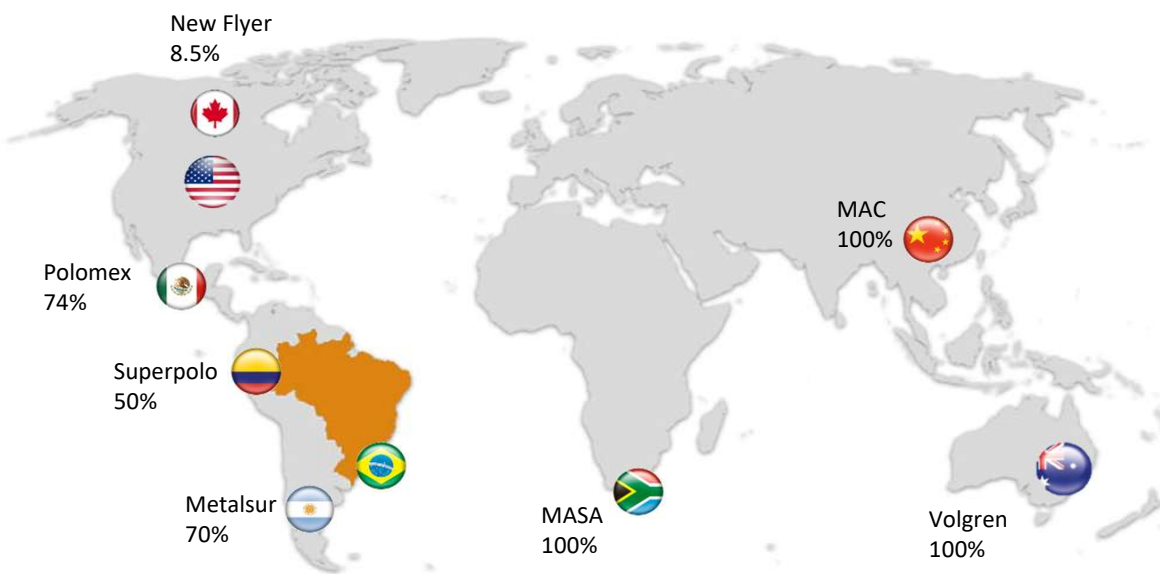 New Flyer
8.5%
Polomex
74%
MAC
100%
Superpolo
50%
Metalsur
70%
MASA
100%
Volgren
100%